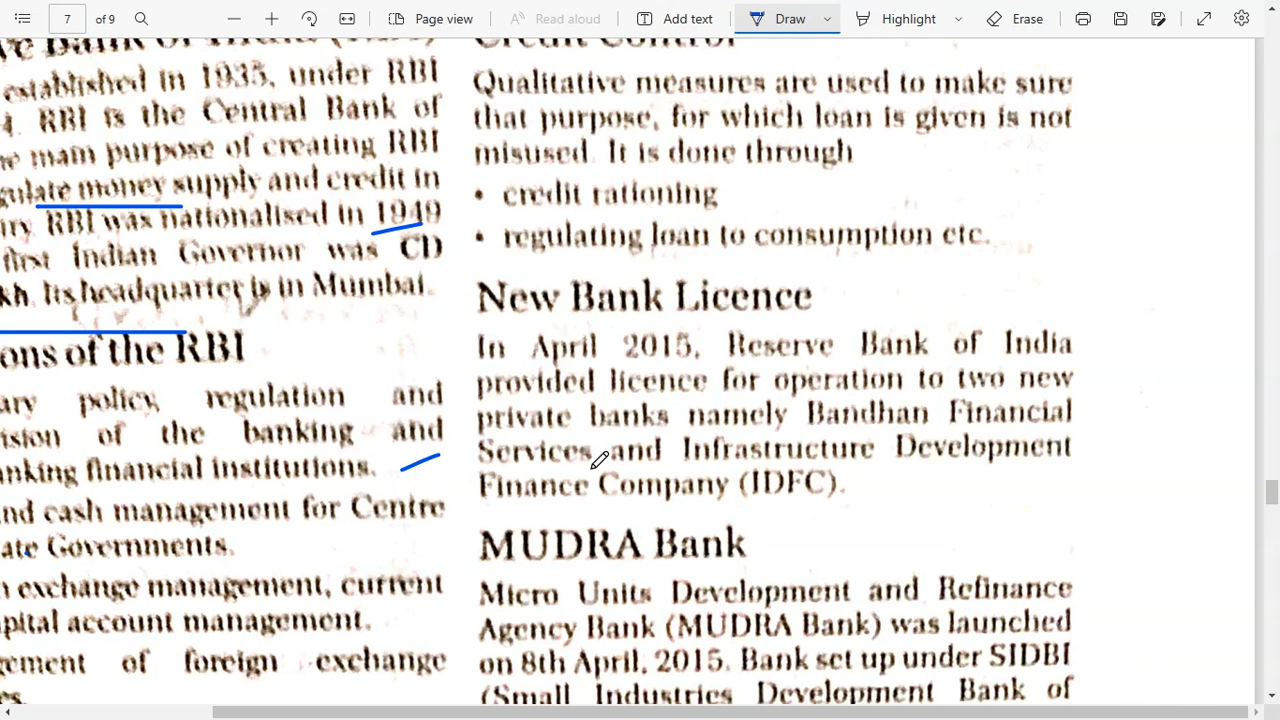 7 of 9 Page view Read aloud Add text Draw Highlight Erase
established in 1935, under RBI
RBI is the Central Bank of
main purpose of creating RBI
money supply and credit in
RBI was nationalised in 1949
first Indian Governor was CD
Its headquarter is in Mumbai.
of the RBI
policy, regulation and
of the banking and
financial institutions.
and cash management for Centre
Governments.
exchange management, current
account management.
of foreign exchange
Credit Control
Qualitative measures are used to make sure
that purpose, for which loan is given is not
misused. It is done through
• credit rationing
• regulating loan to consumption etc.
New Bank Licence
In April 2015, Reserve Bank of India
provided licence for operation to two new
private banks namely Bandhan Financial
Services and Infrastructure Development
Finance Company (IDFC).
MUDRA Bank
Micro Units Development and Refinance
Agency Bank (MUDRA Bank) was launched
on 8th April, 2015. Bank set up under SIDBI
(Small Industries Development Bank of